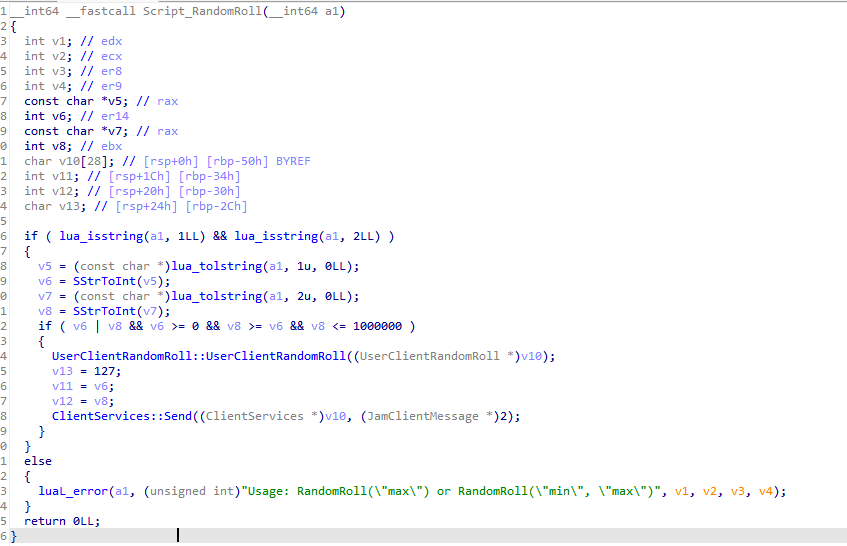 1 __int64 __fastcall Script_RandomRoll(__int64 a1)
2 {
3 int v1; // edx
4 int v2; // ecx
5 int v3; // er8
6 int v4; // er9
7 const char *v5; // rax
8 int v6; // er14
9 const char *v7; // rax
0 int v8; // ebx
1 char v10[28]; // [rsp+0h] [rbp-50h] BYREF
2 int v11; // [rsp+1Ch] [rbp-34h]
3 int v12; // [rsp+20h] [rbp-30h]
4 char v13; // [rsp+24h] [rbp-2Ch]
5
6 if ( lua_isstring(a1, 1LL) && lua_isstring(a1, 2LL) )
7 {
8 v5 = (const char *)lua_tolstring(a1, 1u, 0LL);
9 v6 = SStrToInt(v5);
0 v7 = (const char *)lua_tolstring(a1, 2u, 0LL);
1 v8 = SStrToInt(v7);
2 if ( v6 | v8 && v6 >= 0 && v8 >= v6 && v8 <= 1000000 )
3 {
4 UserClientRandomRoll::UserClientRandomRoll((UserClientRandomRoll *)v10);
5 v13 = 127;
6 v11 = v6;
7 v12 = v8;
8 ClientServices::Send((ClientServices *)v10, (JamClientMessage *)2);
9 }
0 }
1 else
2 {
3 luaL_error(a1, (unsigned int)"Usage: RandomRoll(\"max\") or RandomRoll(\"min\", \"max\")", v1, v2, v3, v4);
4 }
5 return 0LL;
6 }